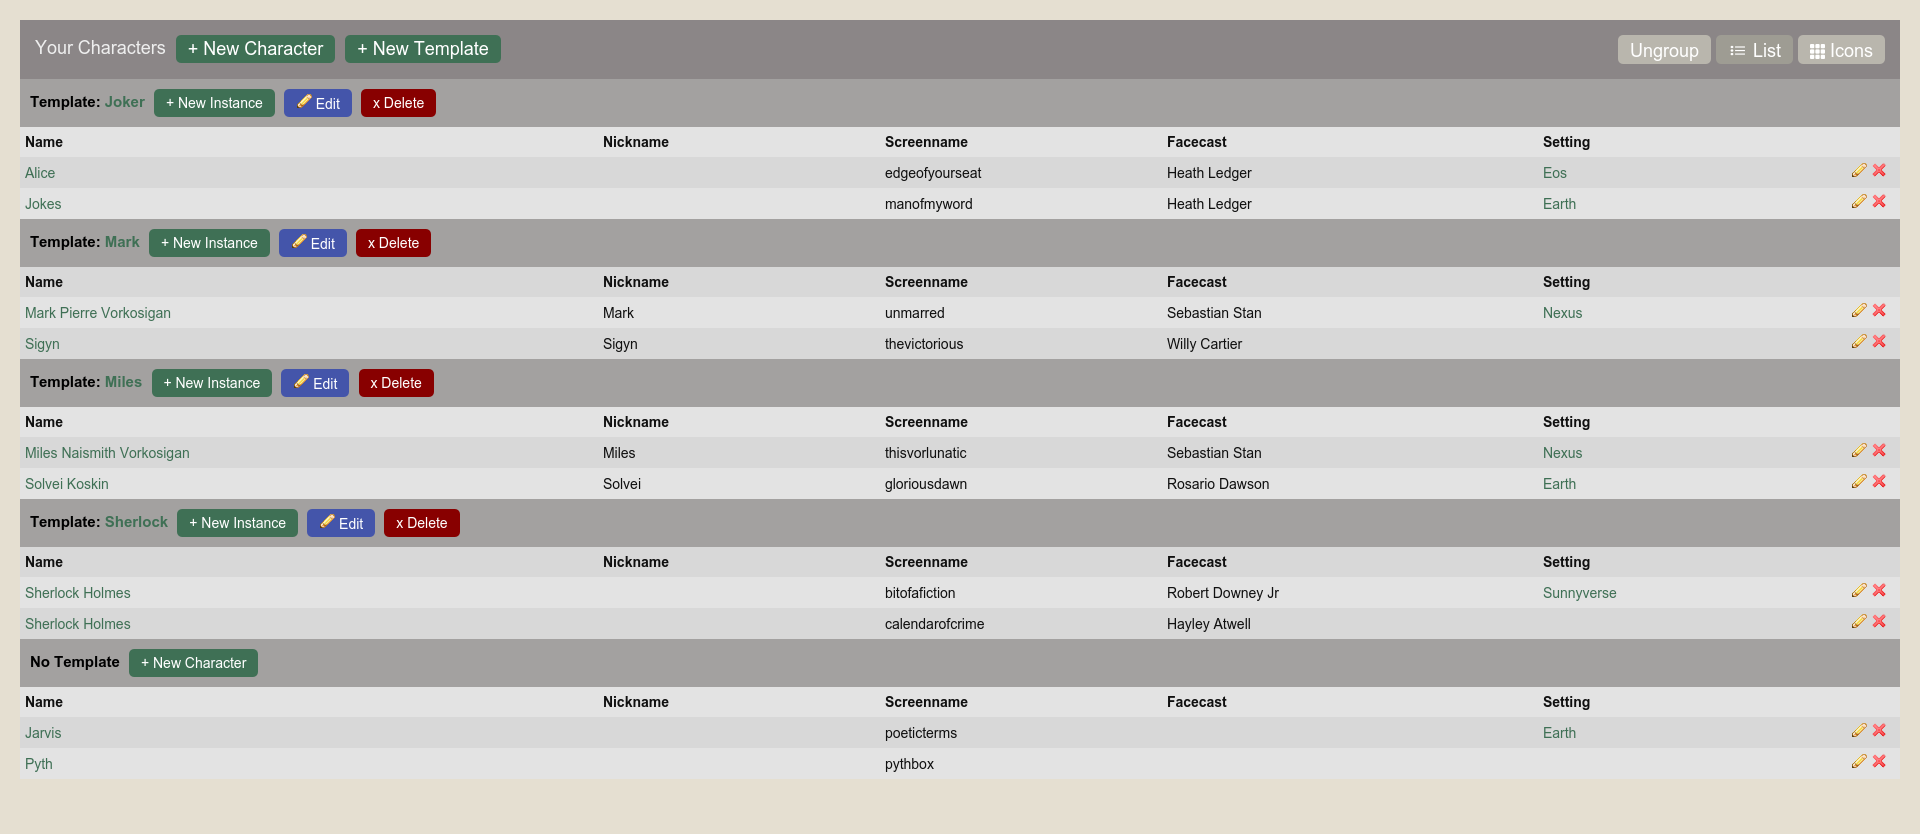 Your Characters + New Character + New Template Ungroup List Icons
Template: Joker + New Instance Edit x Delete
Name Nickname Screenname Facecast Setting
Alice edgeofyourseat Heath Ledger Eos
Jokes manofmyword Heath Ledger Earth
Template: Mark + New Instance Edit x Delete
Name Nickname Screenname Facecast Setting
Mark Pierre Vorkosigan Mark unmarred Sebastian Stan Nexus
Sigyn Sigyn thevictorious Willy Cartier
Template: Miles + New Instance Edit x Delete
Name Nickname Screenname Facecast Setting
Miles Naismith Vorkosigan Miles thisvorlunatic Sebastian Stan Nexus
Solvei Koskin Solvei gloriousdawn Rosario Dawson Earth
Template: Sherlock + New Instance Edit x Delete
Name Nickname Screenname Facecast Setting
Sherlock Holmes bitofafiction Robert Downey Jr Sunnyverse
Sherlock Holmes calendarofcrime Hayley Atwell
No Template + New Character
Name Nickname Screenname Facecast Setting
Jarvis poeticterms Earth
Pyth pythbox